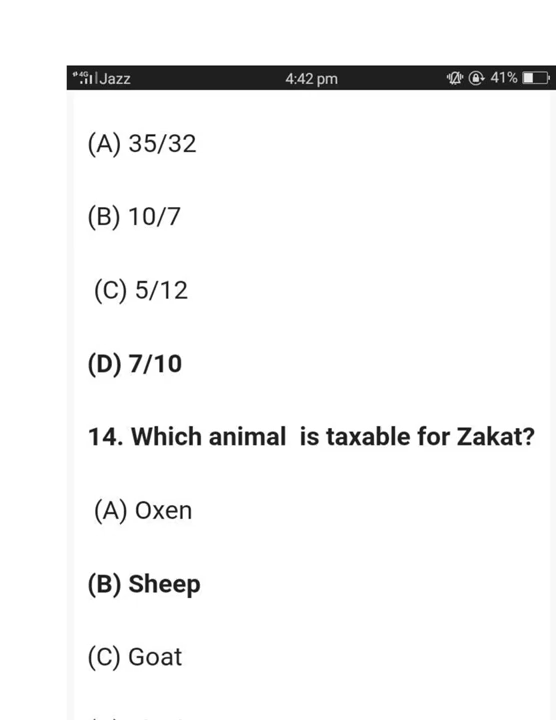 4G Jazz 4:42 pm 41%
(A) 35/32
(B) 10/7
(C) 5/12
(D) 7/10
14. Which animal is taxable for Zakat?
(A) Oxen
(B) Sheep
(C) Goat